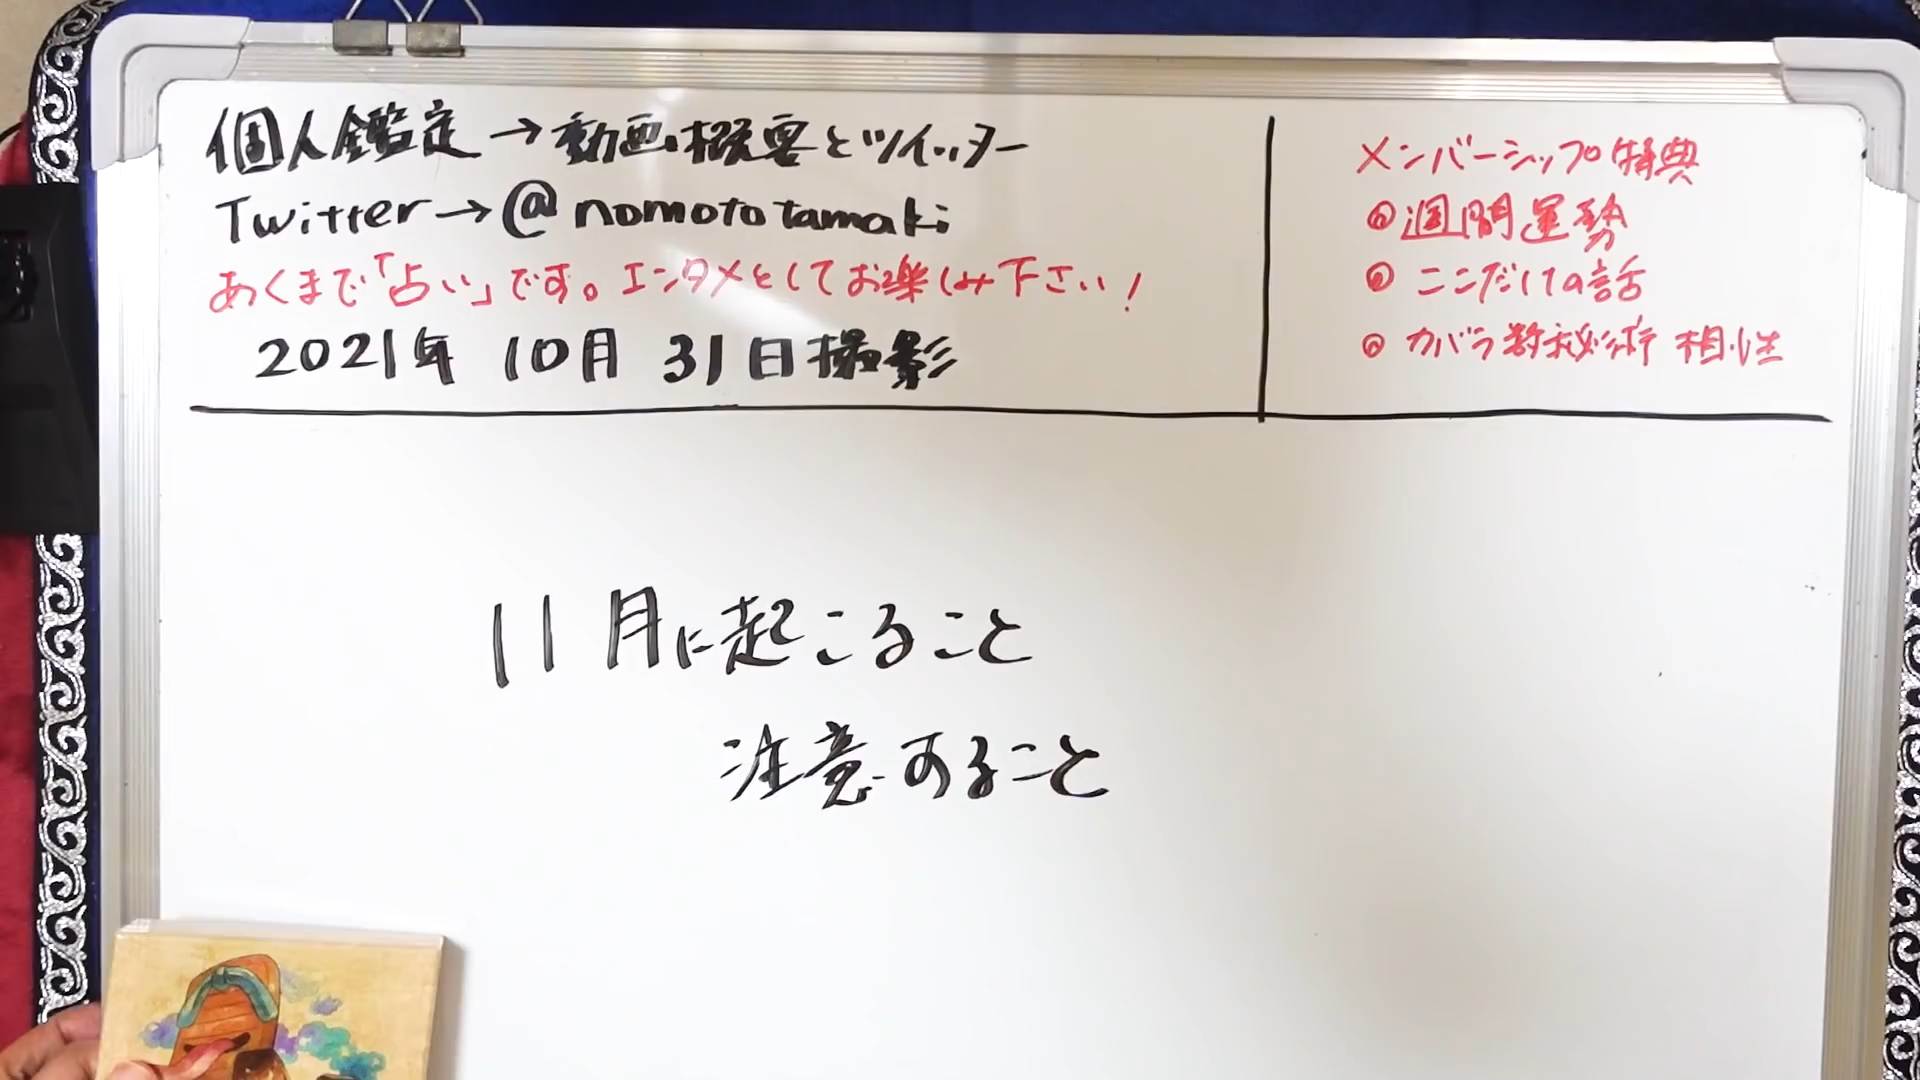 個人鑑定→動画概要とツイッター
Twitter→@nomototamaki
あくまで「占い」です。エンタメとしてお楽しみ下さい!
2021年 10月 31日撮影
メンバーシップ特典
◎週間運勢
◎ここだけの話
◎カバラ数秘術 相性
11月に起こること
注意すること